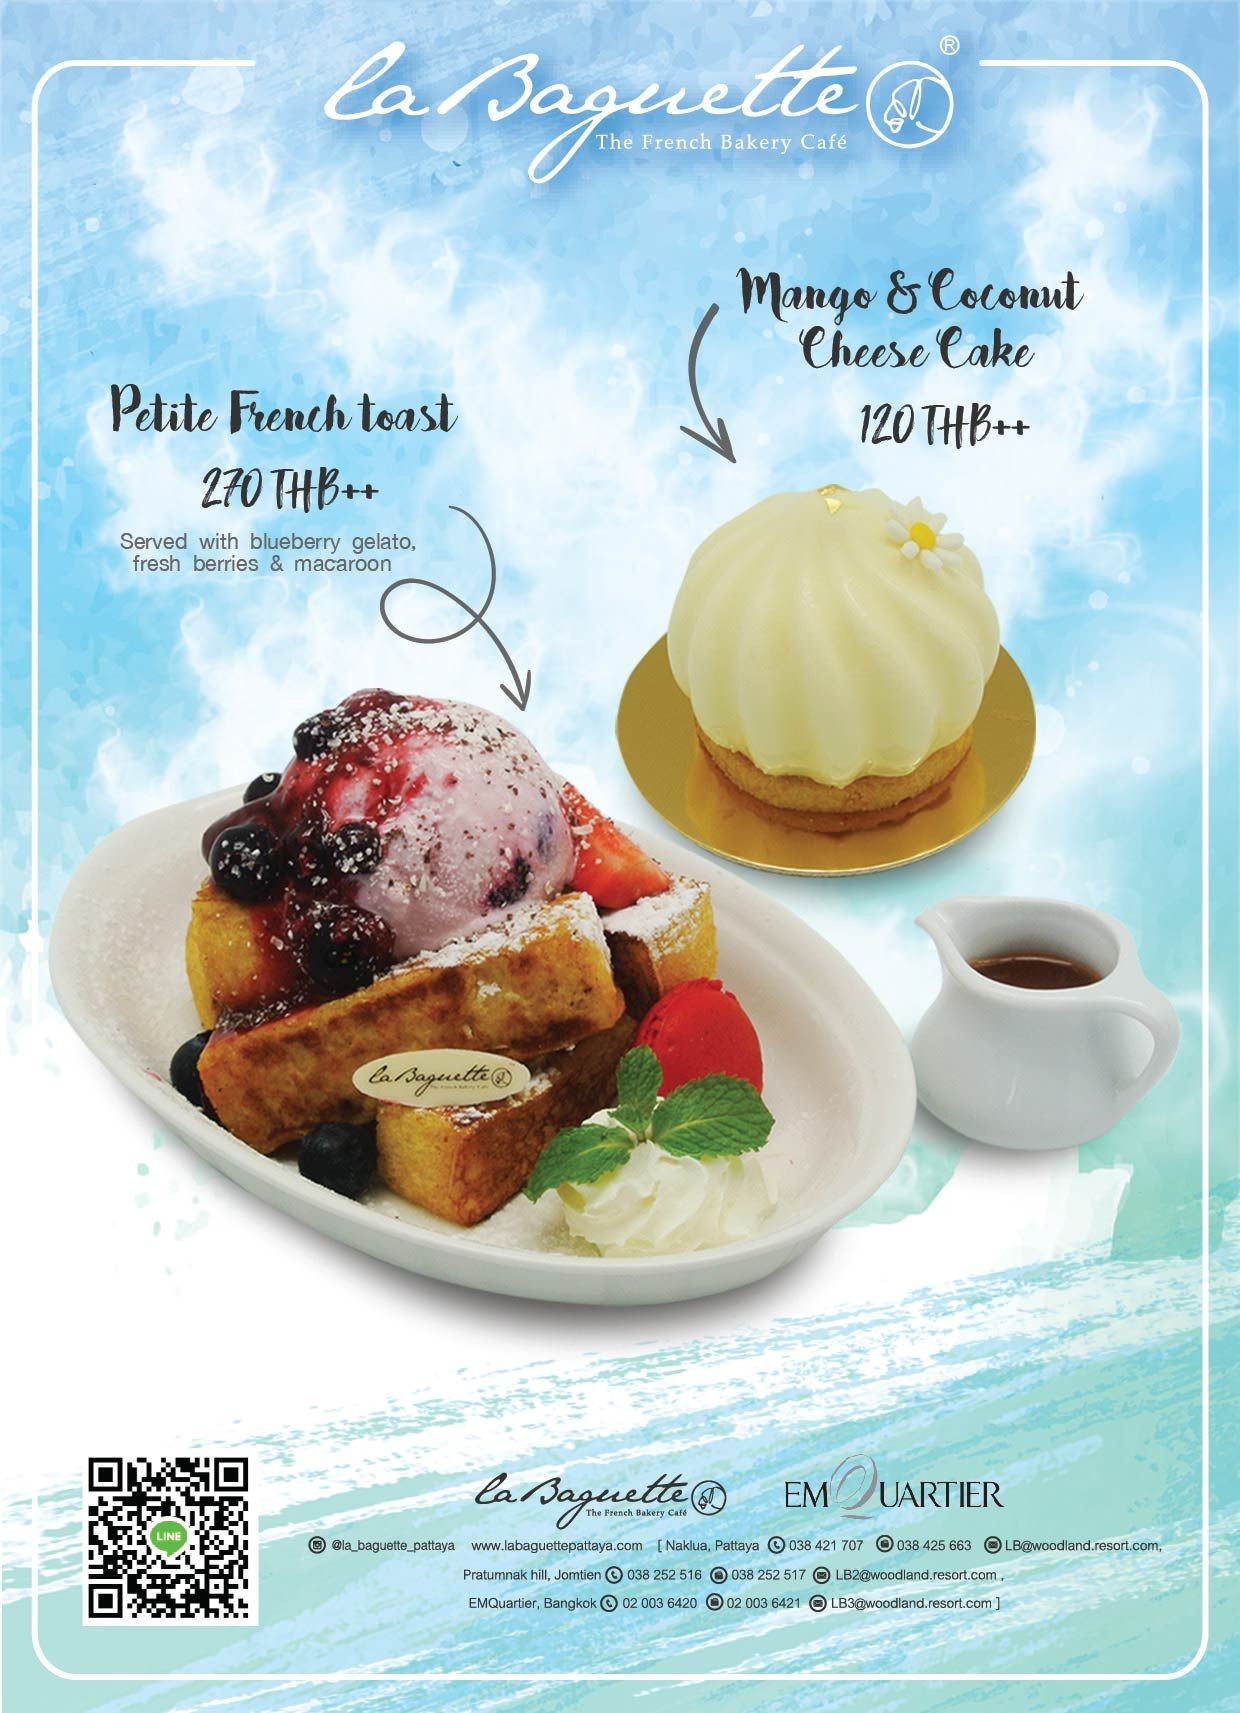 la Baguette ®
The French Bakery Café
Mango & Coconut
Cheese Cake
120 THB++
Petite French toast
270 THB++
Served with blueberry gelato,
fresh berries & macaroon
la Baguette
The French Bakery Café
LINE
la Baguette
The French Bakery Café
EMQUARTIER
@la_baguette_pattaya www.labaguettepattaya.com [ Naklua, Pattaya 038 421 707 038 425 663 LB@woodland.resort.com,
Pratumnak hill, Jomtien 038 252 516 038 252 517 LB2@woodland.resort.com ,
EMQuartier, Bangkok 02 003 6420 02 003 6421 LB3@woodland.resort.com ]